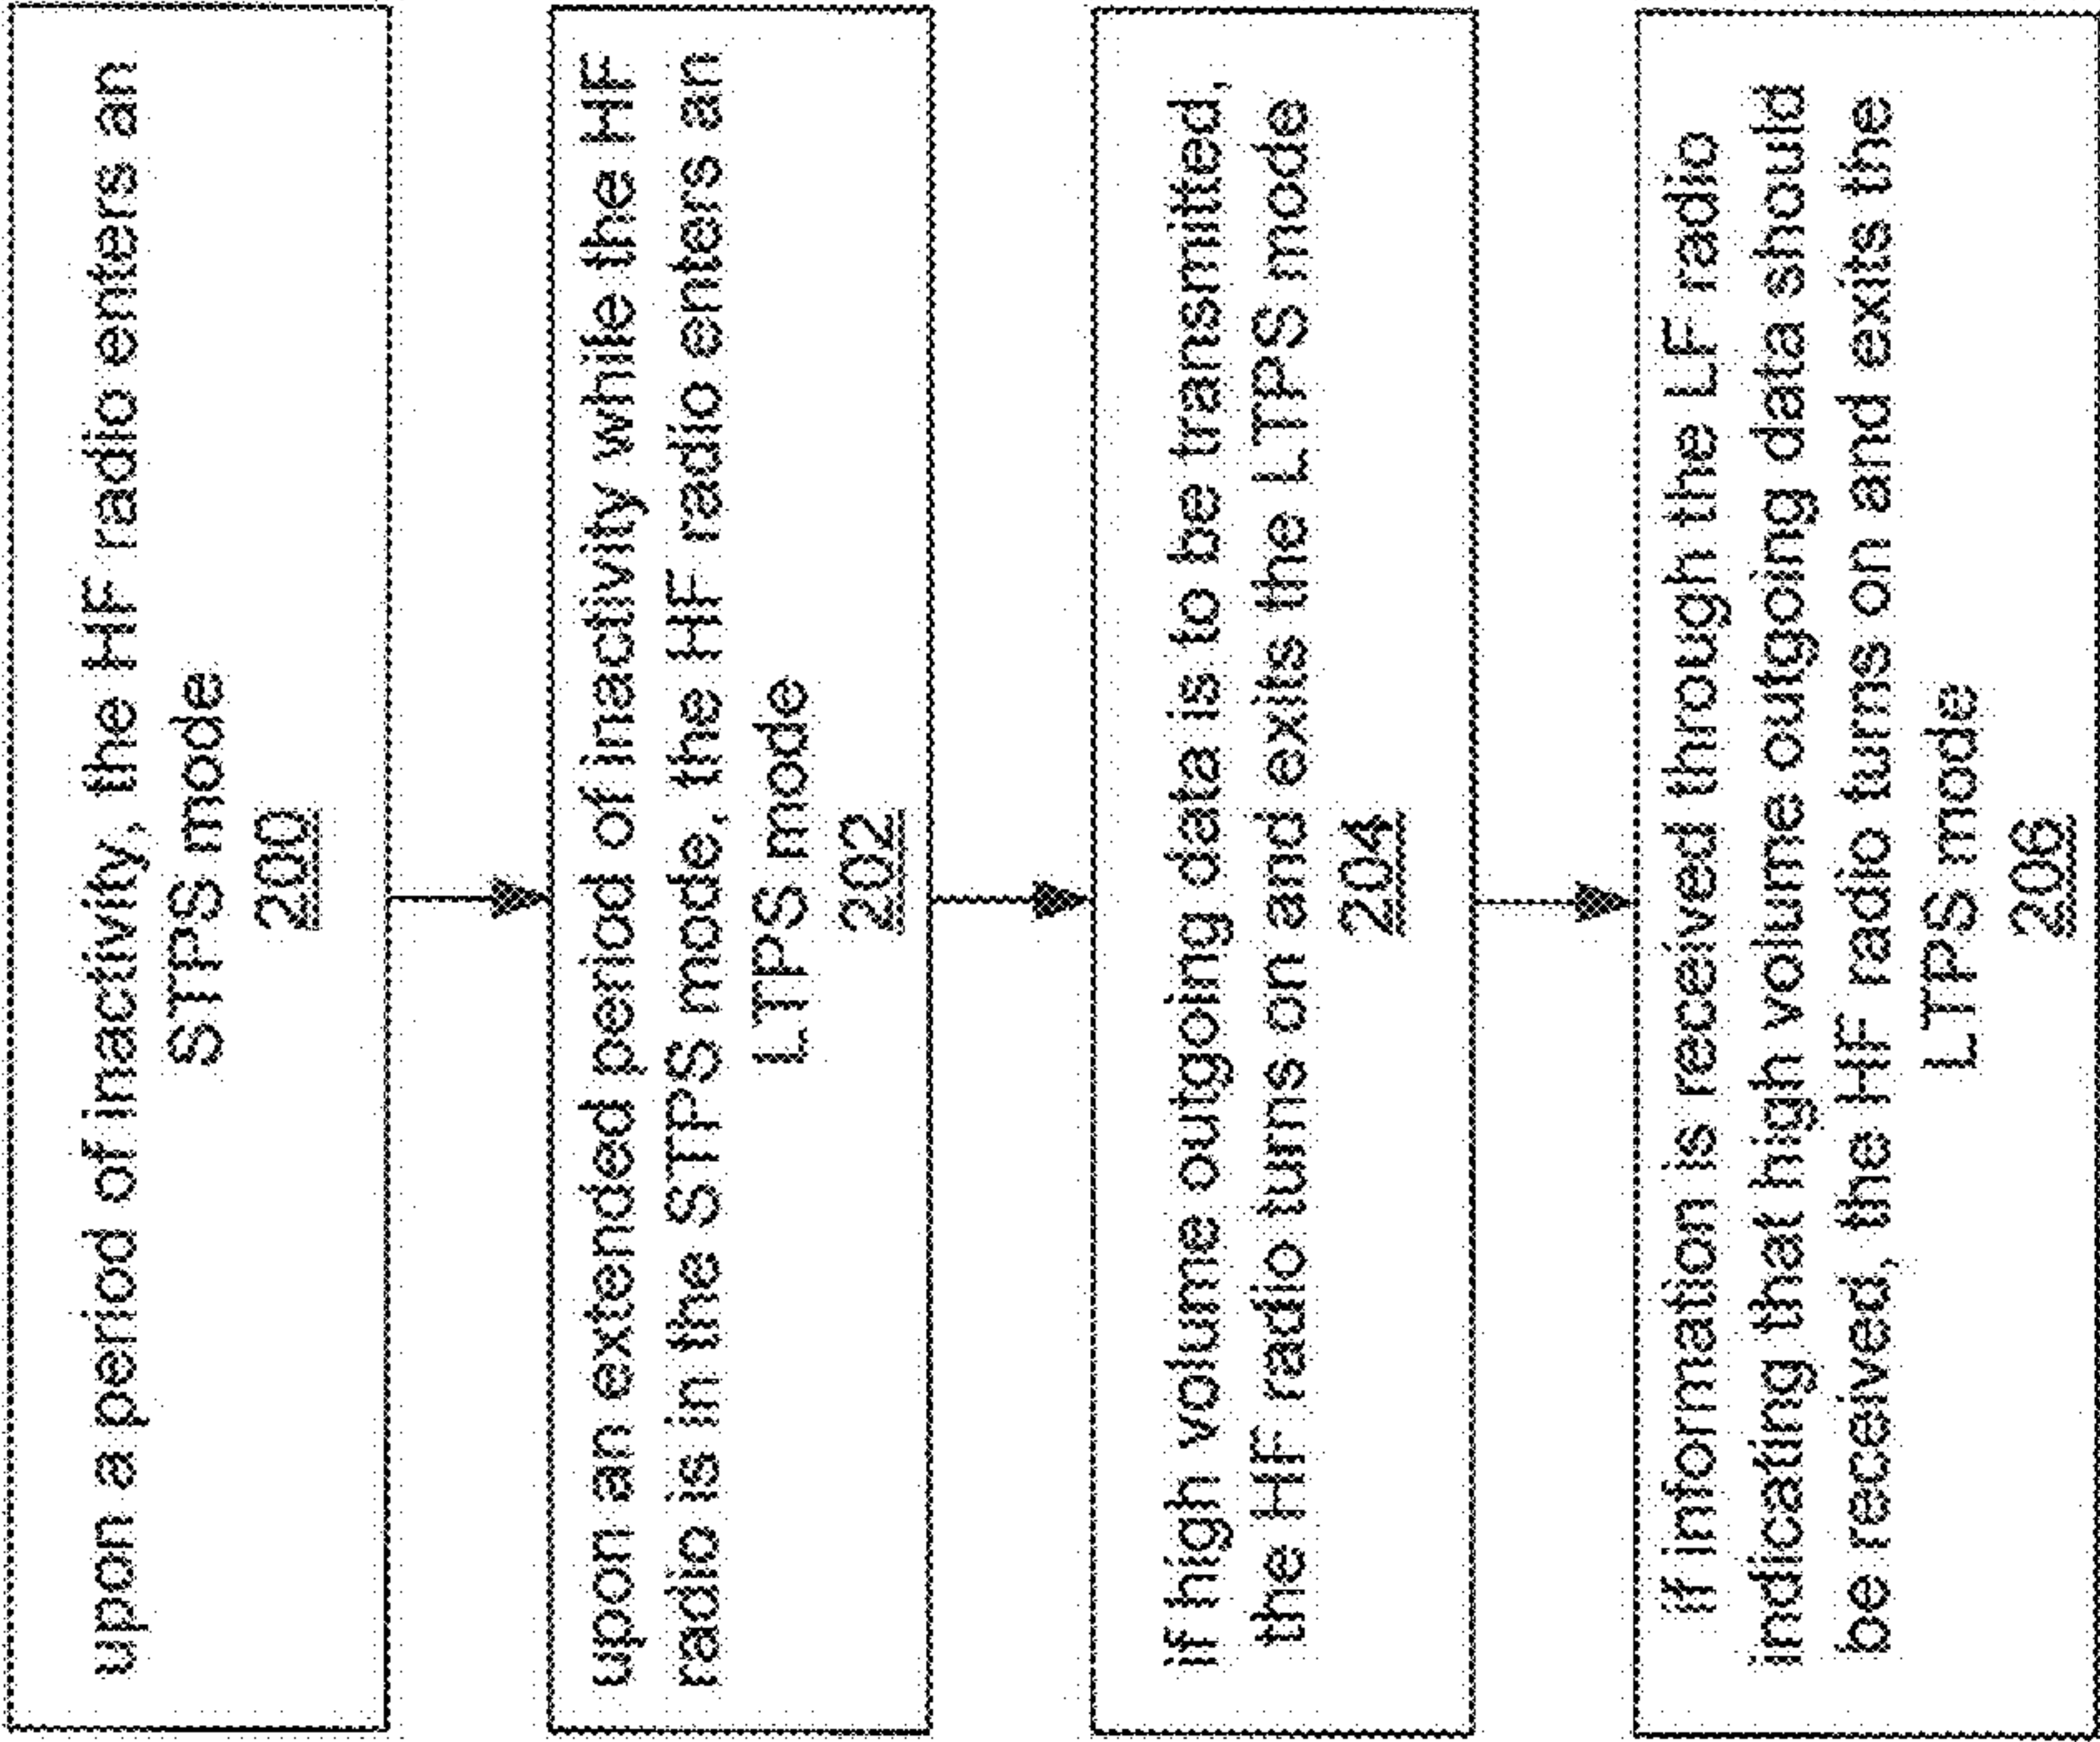 upon a period of inactivity, the HF radio enters an
STPS mode
200
upon an extended period of inactivity while the HF
radio is in the STPS mode, the HF radio enters an
LTPS mode
202
if high volume outgoing data is to be transmitted,
the HF radio turns on and exits the LTPS mode
204
if information is received through the LF radio
indicating that high volume outgoing data should
be received, the HF radio turns on and exits the
LTPS mode
206